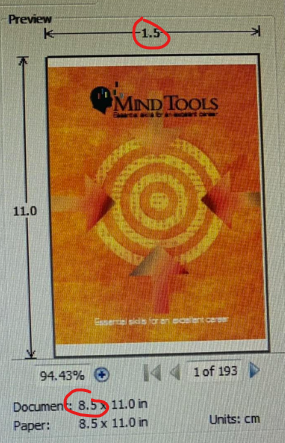 Preview
1.5
MIND TOOLS
Essential skills for an excellent career
11.0
Essential skills for an excellent career
94.43%
1 of 193
Document: 8.5 x 11.0 in
Paper: 8.5 x 11.0 in
Units: cm